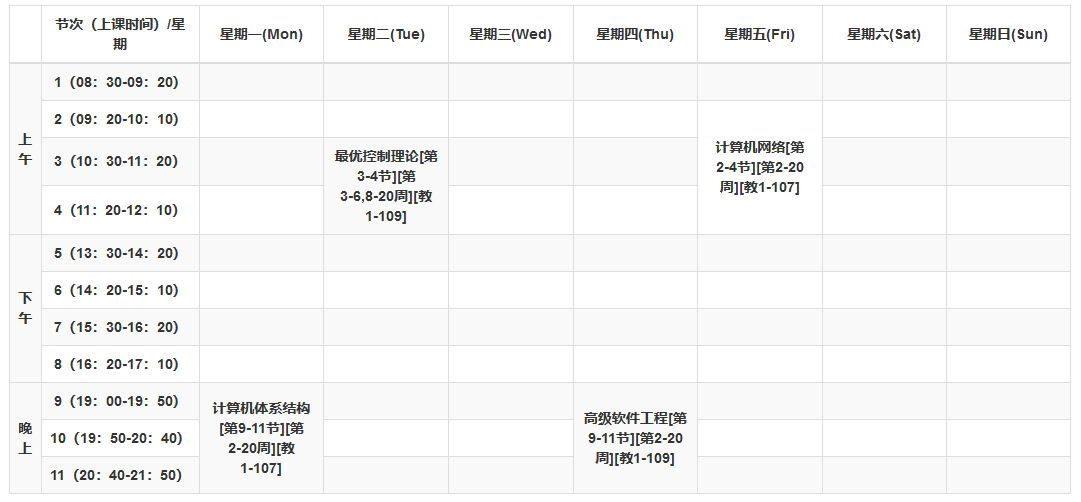 节次（上课时间）/星
期
星期一(Mon)
星期二(Tue)
星期三(Wed)
星期四(Thu)
星期五(Fri)
星期六(Sat)
星期日(Sun)
上
午
1（08：30-09：20）
2（09：20-10：10）
3（10：30-11：20）
4（11：20-12：10）
最优控制理论[第
3-4节][第
3-6,8-20周][教
1-109]
计算机网络[第
2-4节][第2-20
周][教1-107]
下
午
5（13：30-14：20）
6（14：20-15：10）
7（15：30-16：20）
8（16：20-17：10）
晚
上
9（19：00-19：50）
10（19：50-20：40）
11（20：40-21：50）
计算机体系结构
[第9-11节][第
2-20周][教
1-107]
高级软件工程[第
9-11节][第2-20
周][教1-109]